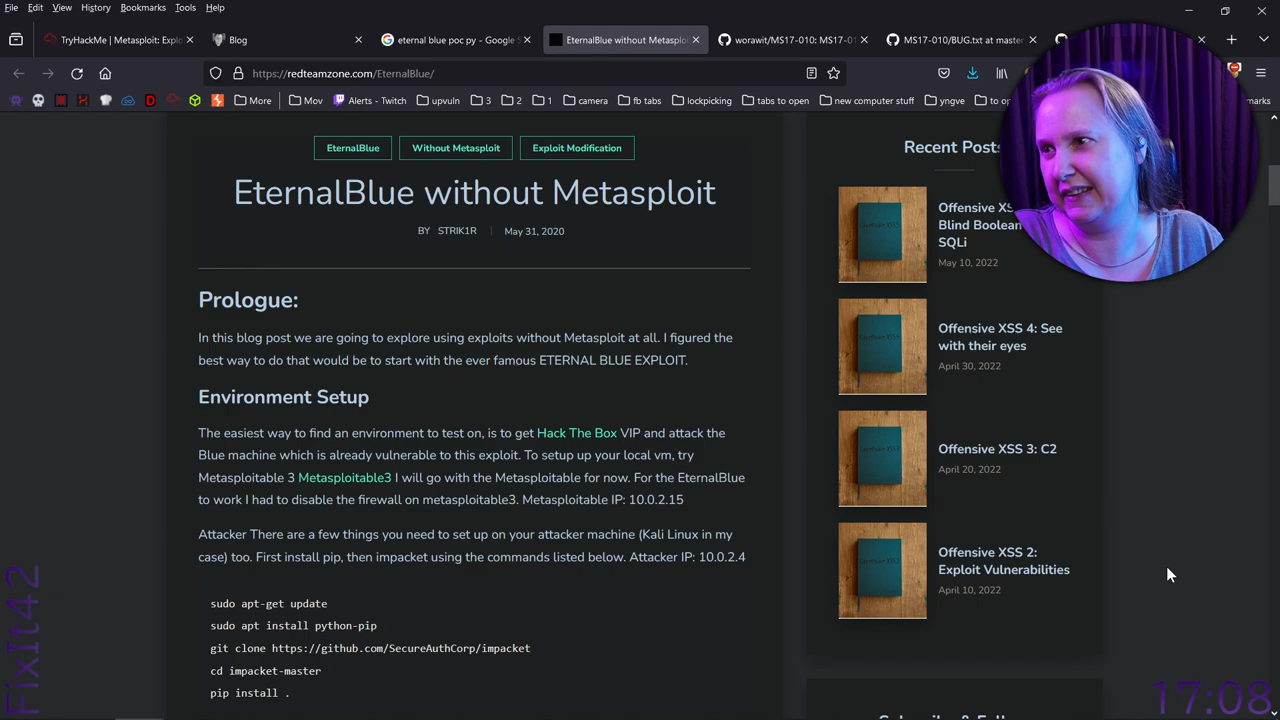 File Edit View History Bookmarks Tools Help
TryHackMe | Metasploit: Explo
Blog
eternal blue poc py - Google S
EternalBlue without Metasplo
worawit/MS17-010: MS17-01
MS17-010/BUG.txt at master
https://redteamzone.com/EternalBlue/
More
Mov
Alerts - Twitch
upvuln
3
2
1
camera
fb tabs
lockpicking
tabs to open
new computer stuff
yngve
to op
EternalBlue
Without Metasploit
Exploit Modification
EternalBlue without Metasploit
BY STRIK1R
May 31, 2020
Prologue:
In this blog post we are going to explore using exploits without Metasploit at all. I figured the
best way to do that would be to start with the ever famous ETERNAL BLUE EXPLOIT.
Environment Setup
The easiest way to find an environment to test on, is to get Hack The Box VIP and attack the
Blue machine which is already vulnerable to this exploit. To setup up your local vm, try
Metasploitable 3 Metasploitable3 I will go with the Metasploitable for now. For the EternalBlue
to work I had to disable the firewall on metasploitable3. Metasploitable IP: 10.0.2.15
Attacker There are a few things you need to set up on your attacker machine (Kali Linux in my
case) too. First install pip, then impacket using the commands listed below. Attacker IP: 10.0.2.4
sudo apt-get update
sudo apt install python-pip
git clone https://github.com/SecureAuthCorp/impacket
cd impacket-master
pip install .
Recent Posts
Offensive XS
Blind Boolean
SQLi
May 10, 2022
Offensive XSS 4: See
with their eyes
April 30, 2022
Offensive XSS 3: C2
April 20, 2022
Offensive XSS 2:
Exploit Vulnerabilities
April 10, 2022
FixIt42
17:08